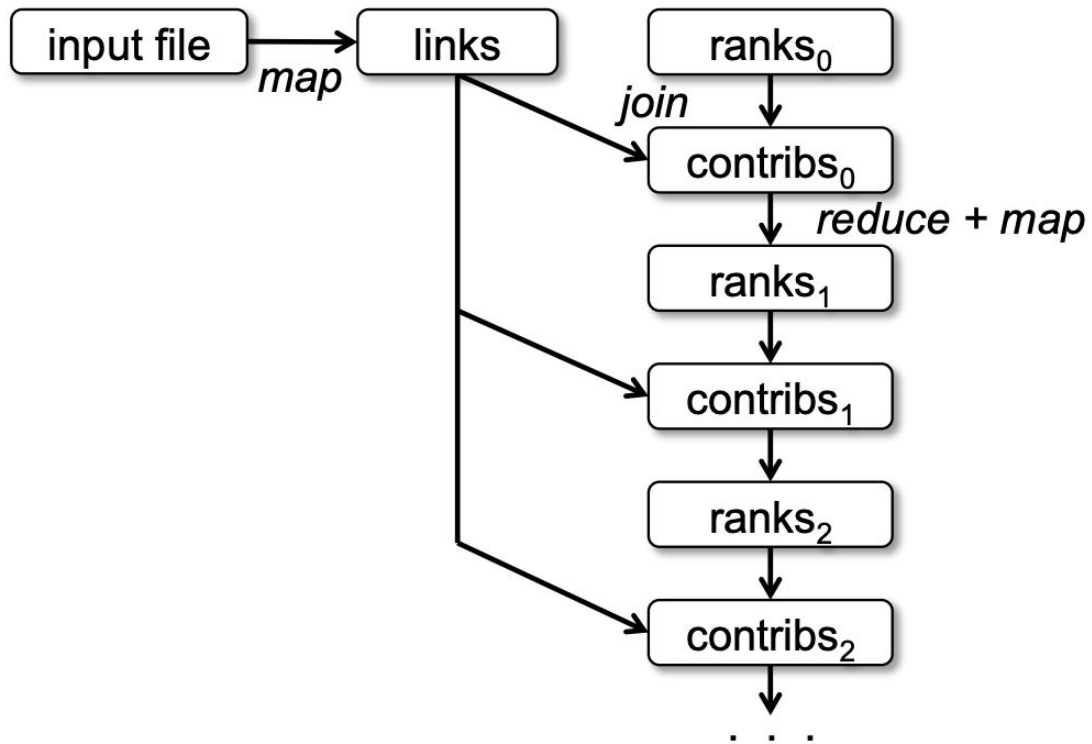 input file
map
links
ranks₀
join
contribs₀
reduce + map
ranks₁
contribs₁
ranks₂
contribs₂
. . .